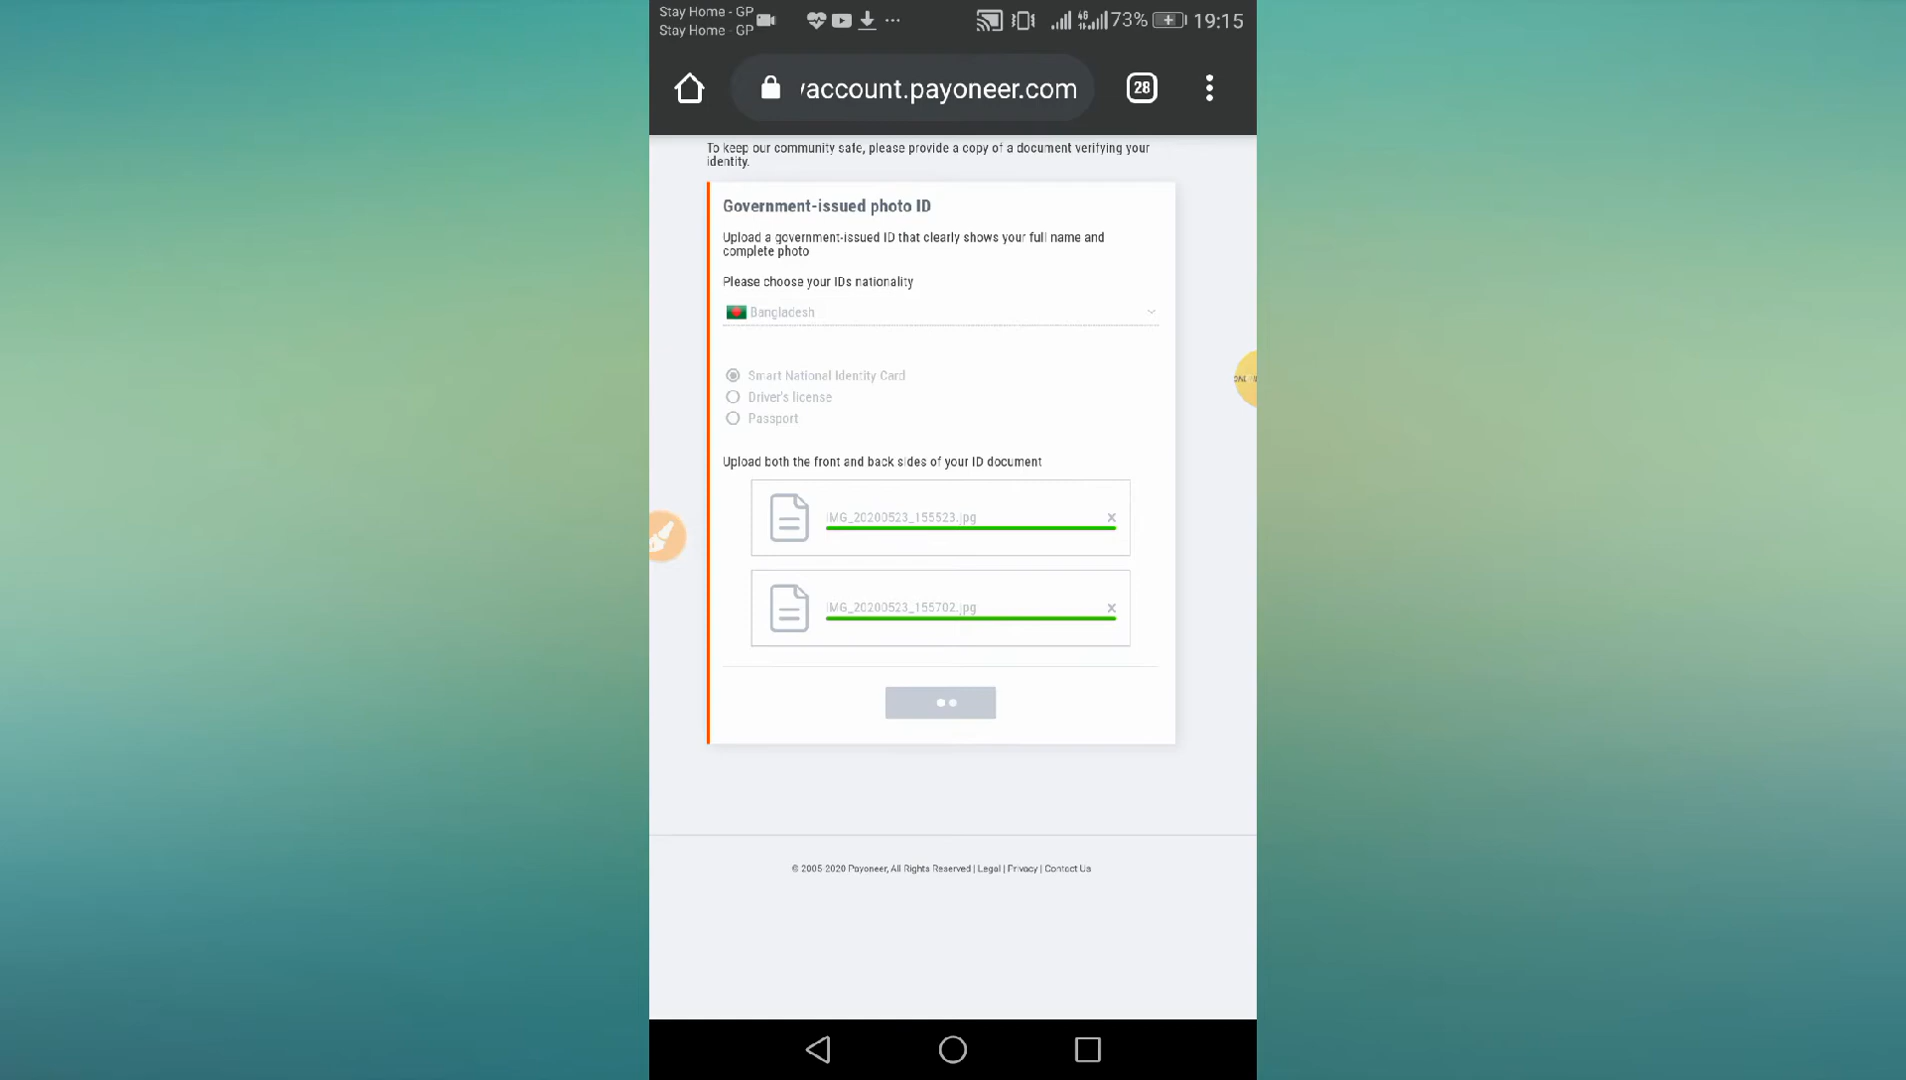 Stay Home - GP
Stay Home - GP
73%
19:15
yaccount.payoneer.com
28
To keep our community safe, please provide a copy of a document verifying your
identity.
Government-issued photo ID
Upload a government-issued ID that clearly shows your full name and
complete photo
Please choose your IDs nationality
Bangladesh
Smart National Identity Card
Driver's license
Passport
Upload both the front and back sides of your ID document
IMG_20200523_155523.jpg
x
IMG_20200523_155702.jpg
x
© 2005-2020 Payoneer, All Rights Reserved | Legal | Privacy | Contact Us